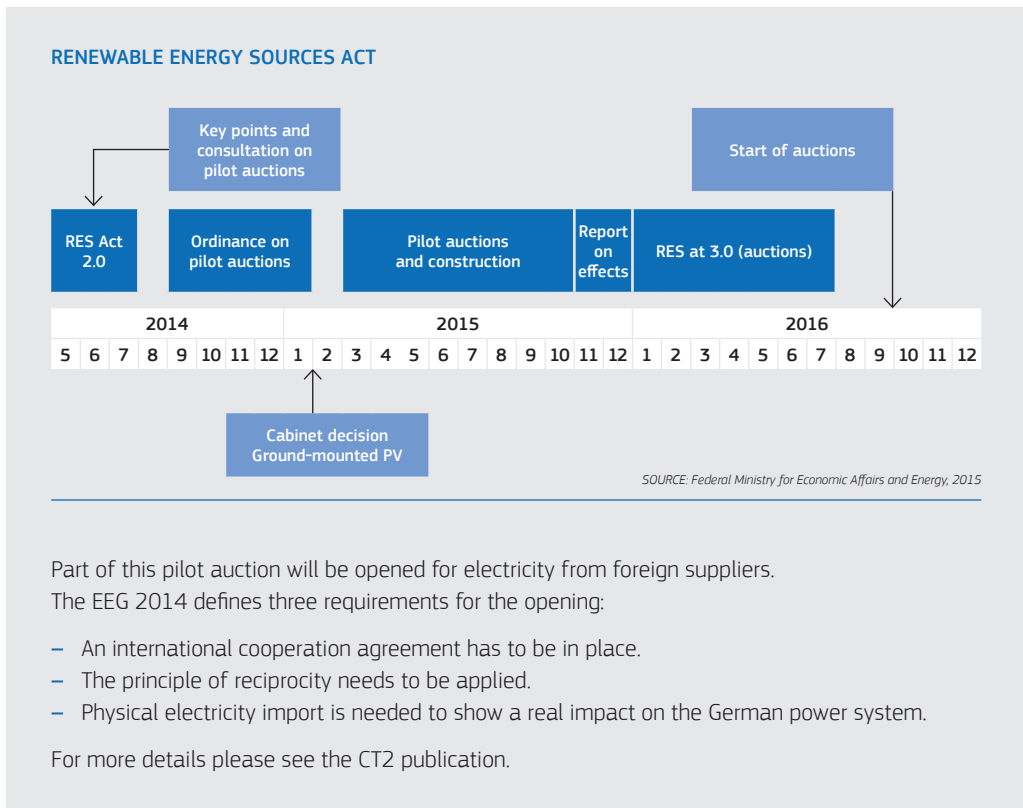 RENEWABLE ENERGY SOURCES ACT
Key points and
consultation on
pilot auctions
Start of auctions
RES Act
2.0
Ordinance on
pilot auctions
Pilot auctions
and construction
Report
on
effects
RES at 3.0 (auctions)
2014 2015 2016
5 6 7 8 9 10 11 12 1 2 3 4 5 6 7 8 9 10 11 12 1 2 3 4 5 6 7 8 9 10 11 12
Cabinet decision
Ground-mounted PV
SOURCE: Federal Ministry for Economic Affairs and Energy, 2015
Part of this pilot auction will be opened for electricity from foreign suppliers.
The EEG 2014 defines three requirements for the opening:
– An international cooperation agreement has to be in place.
– The principle of reciprocity needs to be applied.
– Physical electricity import is needed to show a real impact on the German power system.
For more details please see the CT2 publication.